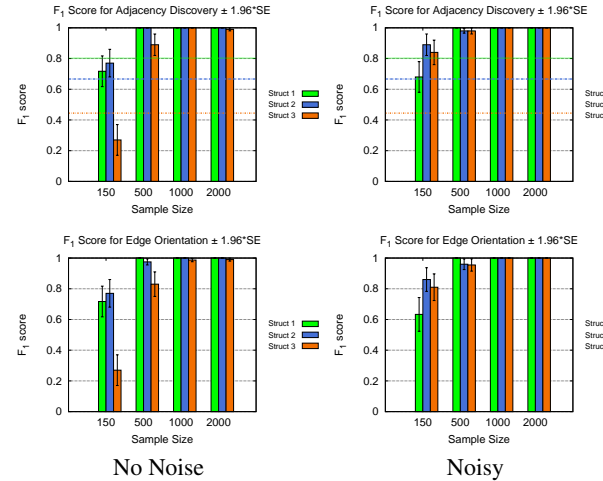 F1 Score for Adjacency Discovery ± 1.96*SE
F1 score
1
0.8
0.6
0.4
0.2
0
150 500 1000 2000
Sample Size
Struct 1
Struct 2
Struct 3
F1 Score for Adjacency Discovery ± 1.96*SE
F1 score
1
0.8
0.6
0.4
0.2
0
150 500 1000 2000
Sample Size
Struc
Struc
Struc
F1 Score for Edge Orientation ± 1.96*SE
F1 score
1
0.8
0.6
0.4
0.2
0
150 500 1000 2000
Sample Size
Struct 1
Struct 2
Struct 3
F1 Score for Edge Orientation ± 1.96*SE
F1 score
1
0.8
0.6
0.4
0.2
0
150 500 1000 2000
Sample Size
Struc
Struc
Struc
No Noise
Noisy